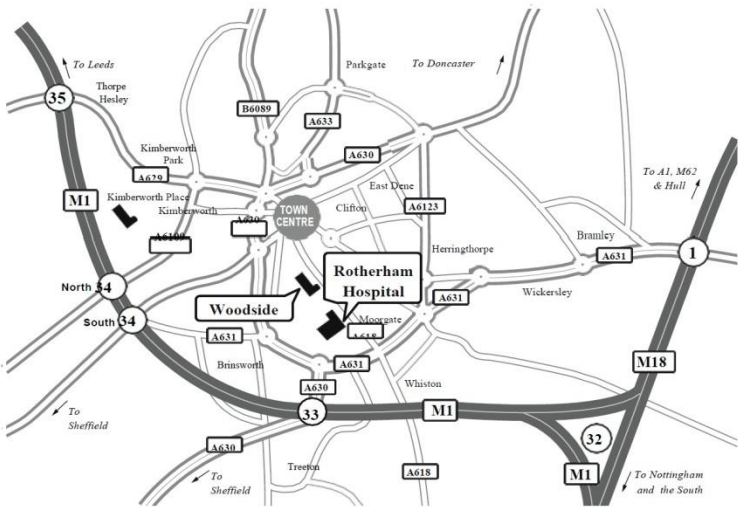 To Leeds
Parkgate
To Doncaster
Thorpe
Hesley
35
B6089
A633
Kimberworth
Park
A630
A629
East Dene
To A1, M62
& Hull
M1
Kimberworth Place
Kimberworth
TOWN
CENTRE
Clifton
A6123
A630
A6109
Bramley
Herringthorpe
A631
1
North 34
Rotherham
Hospital
Wickersley
Woodside
A631
South 34
Moorgate
A618
A631
Brinsworth
A631
M18
A630
Whiston
33
M1
To
Sheffield
32
A630
Treeton
A618
M1
To
Sheffield
To Nottingham
and the South